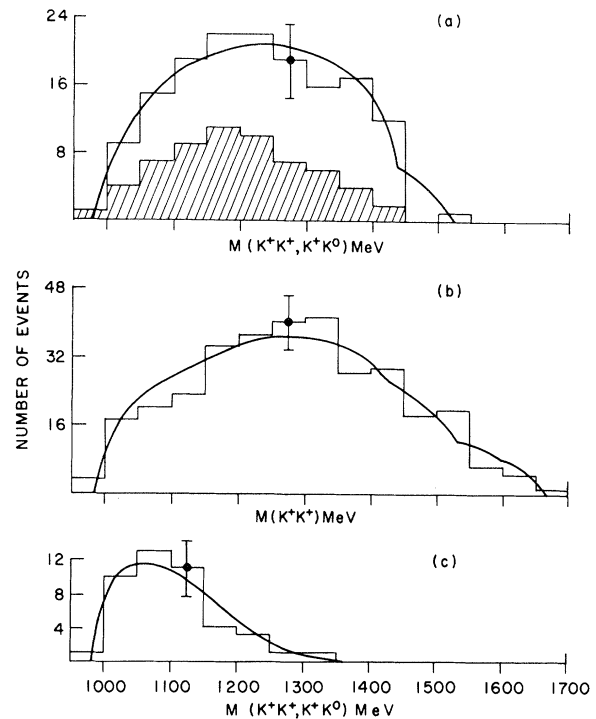 (a)
24
16
8
M (K⁺K⁺, K⁺K⁰) MeV
NUMBER OF EVENTS
(b)
48
32
16
M(K⁺K⁺) MeV
(c)
12
8
4
1000 1100 1200 1300 1400 1500 1600 1700
M (K⁺K⁺, K⁺K⁰) MeV